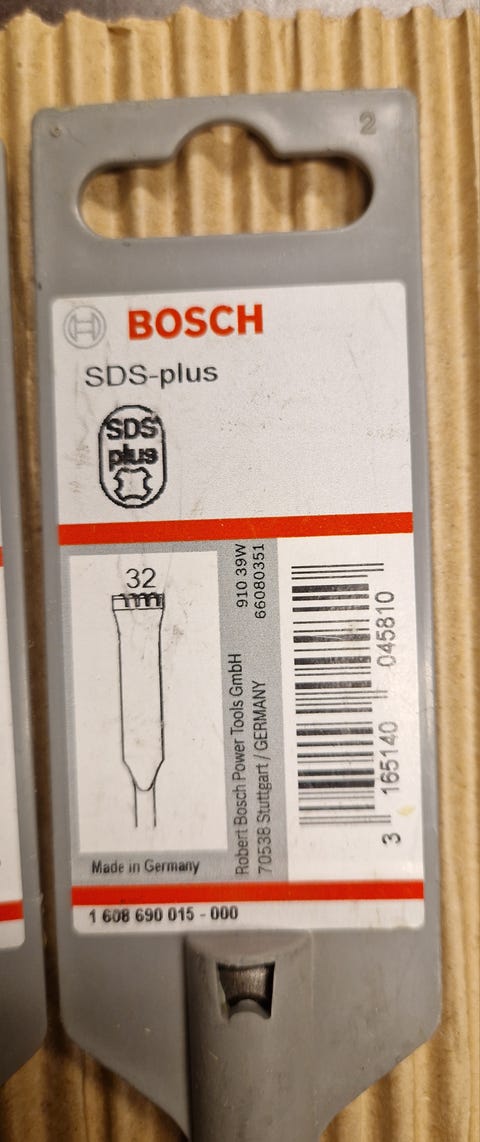 2
BOSCH
SDS-plus
SDS
plus
32
910 39W
66080351
Robert Bosch Power Tools GmbH
70538 Stuttgart / GERMANY
3 165140 045810
Made in Germany
1 608 690 015 - 000